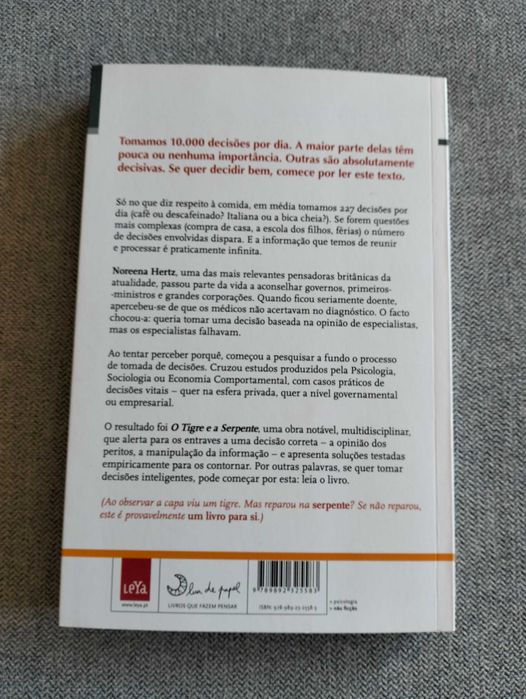 Tomamos 10.000 decisões por dia. A maior parte delas têm
pouca ou nenhuma importância. Outras são absolutamente
decisivas. Se quer decidir bem, comece por ler este texto.
Só no que diz respeito à comida, em média tomamos 227 decisões por
dia (café ou descafeinado? Italiana ou a bica cheia?). Se forem questões
mais complexas (compra de casa, a escola dos filhos, férias) o número
de decisões envolvidas dispara. E a informação que temos de reunir
e processar é praticamente infinita.
Noreena Hertz, uma das mais relevantes pensadoras britânicas da
atualidade, passou parte da vida a aconselhar governos, primeiros-
-ministros e grandes corporações. Quando ficou seriamente doente,
apercebeu-se de que os médicos não acertavam no diagnóstico. O facto
chocou-a: queria tomar uma decisão baseada na opinião de especialistas,
mas os especialistas falhavam.
Ao tentar perceber porquê, começou a pesquisar a fundo o processo
de tomada de decisões. Cruzou estudos produzidos pela Psicologia,
Sociologia ou Economia Comportamental, com casos práticos de
decisões vitais – quer na esfera privada, quer a nível governamental
ou empresarial.
O resultado foi O Tigre e a Serpente, uma obra notável, multidisciplinar,
que alerta para os entraves a uma decisão correta – a opinião dos
peritos, a manipulação da informação – e apresenta soluções testadas
empiricamente para os contornar. Por outras palavras, se quer tomar
decisões inteligentes, pode começar por esta: leia o livro.
(Ao observar a capa viu um tigre. Mas reparou na serpente? Se não reparou,
este é provavelmente um livro para si.)
LeYa
www.leya.pt
lua de papel
LIVROS QUE FAZEM PENSAR
9 789892 325583
ISBN: 978-989-23-2558-3
> psicologia
> não ficção